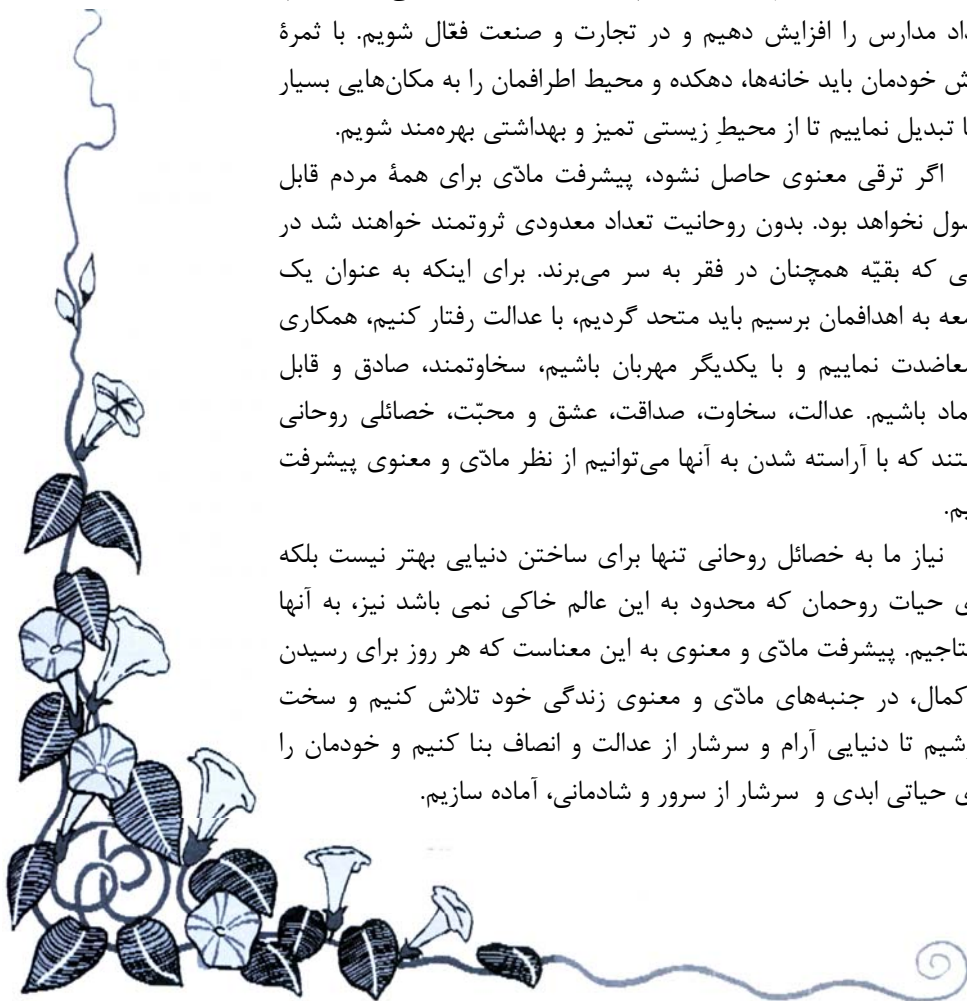 داد مدارس را افزایش دهیم و در تجارت و صنعت فعّال شویم. با ثمرهٔ
ش خودمان باید خانه‌ها، دهکده و محیط اطرافمان را به مکان‌هایی بسیار
ا تبدیل نماییم تا از محیطِ زیستی تمیز و بهداشتی بهره‌مند شویم.
اگر ترقی معنوی حاصل نشود، پیشرفت مادّی برای همهٔ مردم قابل
صول نخواهد بود. بدون روحانیت تعداد معدودی ثروتمند خواهند شد در
ی که بقیّه همچنان در فقر به سر می‌برند. برای اینکه به عنوان یک
معه به اهدافمان برسیم باید متحد گردیم، با عدالت رفتار کنیم، همکاری
معاضدت نماییم و با یکدیگر مهربان باشیم، سخاوتمند، صادق و قابل
ماد باشیم. عدالت، سخاوت، صداقت، عشق و محبّت، خصائلی روحانی
ستند که با آراسته شدن به آنها می‌توانیم از نظر مادّی و معنوی پیشرفت
یم.
نیاز ما به خصائل روحانی تنها برای ساختن دنیایی بهتر نیست بلکه
ی حیات روحمان که محدود به این عالم خاکی نمی باشد نیز، به آنها
تاجیم. پیشرفت مادّی و معنوی به این معناست که هر روز برای رسیدن
کمال، در جنبه‌های مادّی و معنوی زندگی خود تلاش کنیم و سخت
شیم تا دنیایی آرام و سرشار از عدالت و انصاف بنا کنیم و خودمان را
ی حیاتی ابدی و سرشار از سرور و شادمانی، آماده سازیم.